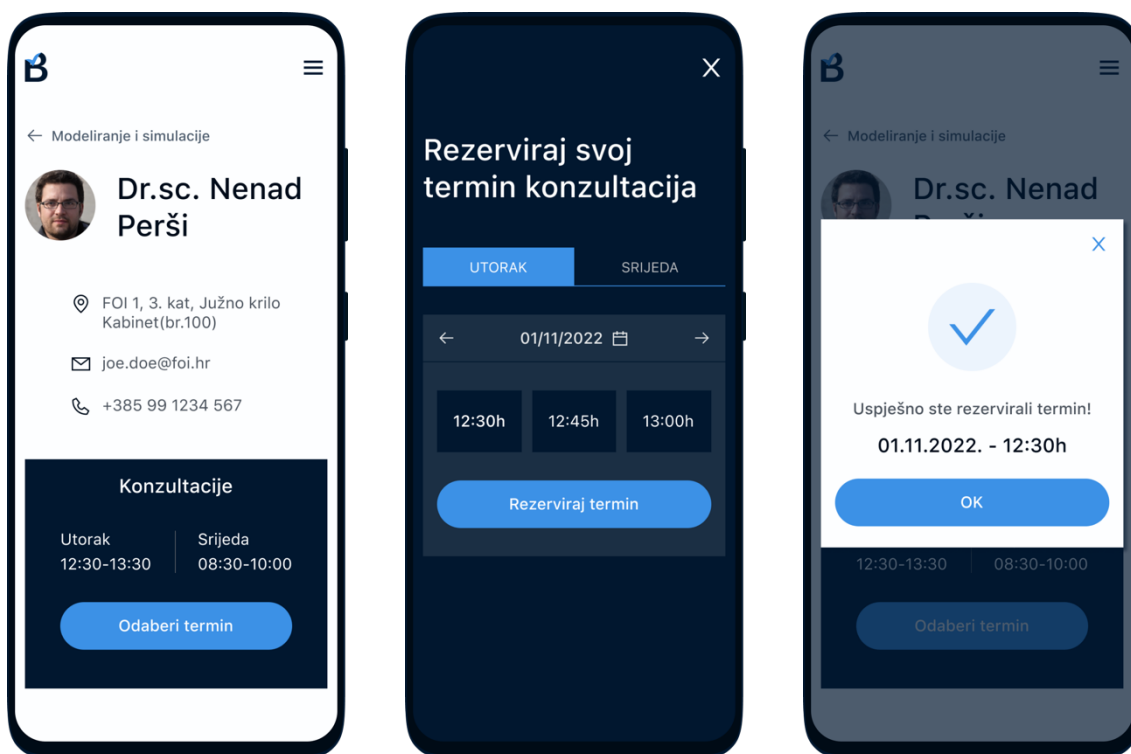 B
← Modeliranje i simulacije
Dr.sc. Nenad
Perši
FOI 1, 3. kat, Južno krilo
Kabinet(br.100)
joe.doe@foi.hr
+385 99 1234 567
Konzultacije
Utorak Srijeda
12:30-13:30 08:30-10:00
Odaberi termin
X
Rezerviraj svoj
termin konzultacija
UTORAK SRIJEDA
← 01/11/2022 →
12:30h 12:45h 13:00h
Rezerviraj termin
B
← Modeliranje i simulacije
Dr.sc. Nenad
X
Uspješno ste rezervirali termin!
01.11.2022. - 12:30h
OK
12:30-13:30 08:30-10:00
Odaberi termin